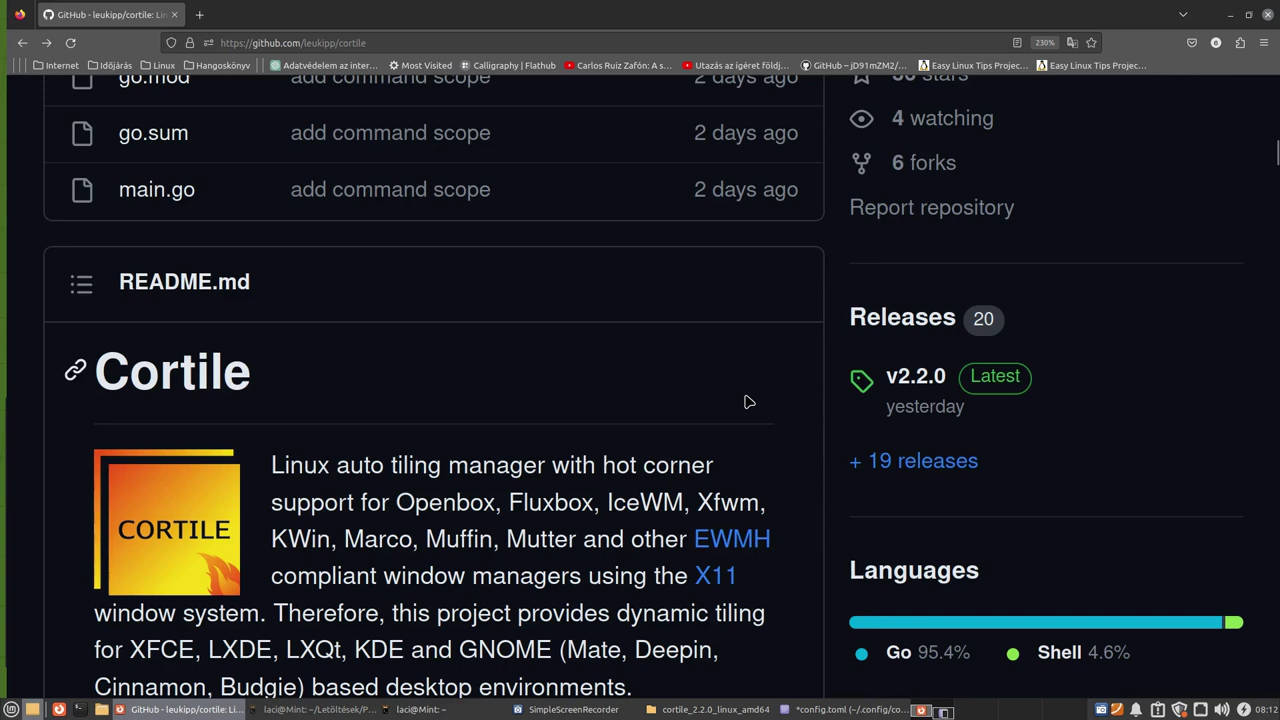 GitHub - leukipp/cortile: Lin
https://github.com/leukipp/cortile
230%
Internet
Időjárás
Linux
Hangoskönyv
Adatvédelem az inter...
Most Visited
Calligraphy | Flathub
Carlos Ruiz Zafón: A s...
Utazás az ígéret földj...
GitHub – jD91mZM2/...
Easy Linux Tips Projec...
Easy Linux Tips Projec...
go.mod add command scope 2 days ago
go.sum add command scope 2 days ago
main.go add command scope 2 days ago
README.md
Cortile
CORTILE
Linux auto tiling manager with hot corner
support for Openbox, Fluxbox, IceWM, Xfwm,
KWin, Marco, Muffin, Mutter and other EWMH
compliant window managers using the X11
window system. Therefore, this project provides dynamic tiling
for XFCE, LXDE, LXQt, KDE and GNOME (Mate, Deepin,
Cinnamon, Budgie) based desktop environments.
stars
4 watching
6 forks
Report repository
Releases 20
v2.2.0 Latest
yesterday
+ 19 releases
Languages
Go 95.4%
Shell 4.6%
GitHub - leukipp/cortile: Li...
laci@Mint: ~/Letöltések/P...
laci@Mint: ~
SimpleScreenRecorder
cortile_2.2.0_linux_amd64
*config.toml (~/.config/co...
08:12